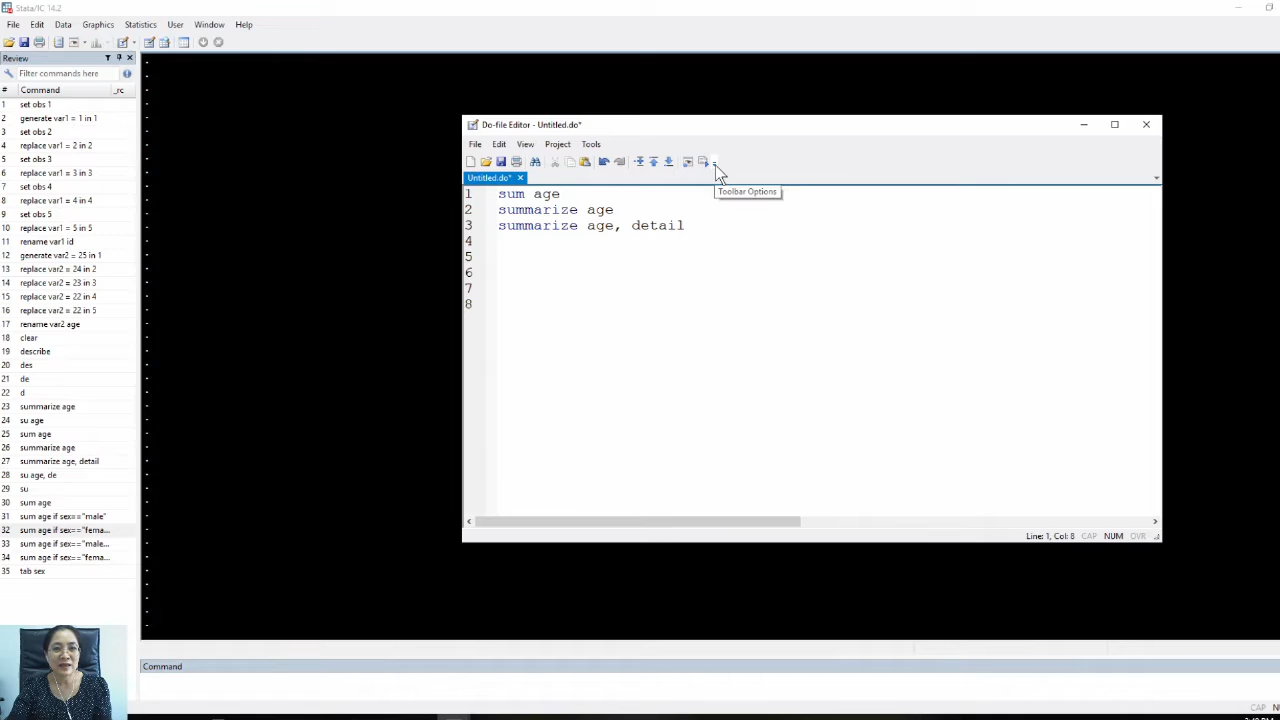 Stata/IC 14.2
File Edit Data Graphics Statistics User Window Help
Review
Filter commands here
# Command _rc
1 set obs 1
2 generate var1 = 1 in 1
3 set obs 2
4 replace var1 = 2 in 2
5 set obs 3
6 replace var1 = 3 in 3
7 set obs 4
8 replace var1 = 4 in 4
9 set obs 5
10 replace var1 = 5 in 5
11 rename var1 id
12 generate var2 = 25 in 1
13 replace var2 = 24 in 2
14 replace var2 = 23 in 3
15 replace var2 = 22 in 4
16 replace var2 = 22 in 5
17 rename var2 age
18 clear
19 describe
20 des
21 de
22 d
23 summarize age
24 su age
25 sum age
26 summarize age
27 summarize age, detail
28 su age, de
29 su
30 sum age
31 sum age if sex=="male"
32 sum age if sex=="fema...
33 sum age if sex=="male...
34 sum age if sex=="fema...
35 tab sex
Do-file Editor - Untitled.do*
File Edit View Project Tools
Untitled.do*
Toolbar Options
1 sum age
2 summarize age
3 summarize age, detail
4
5
6
7
8
Line: 1, Col: 8 CAP NUM OVR
Command
CAP